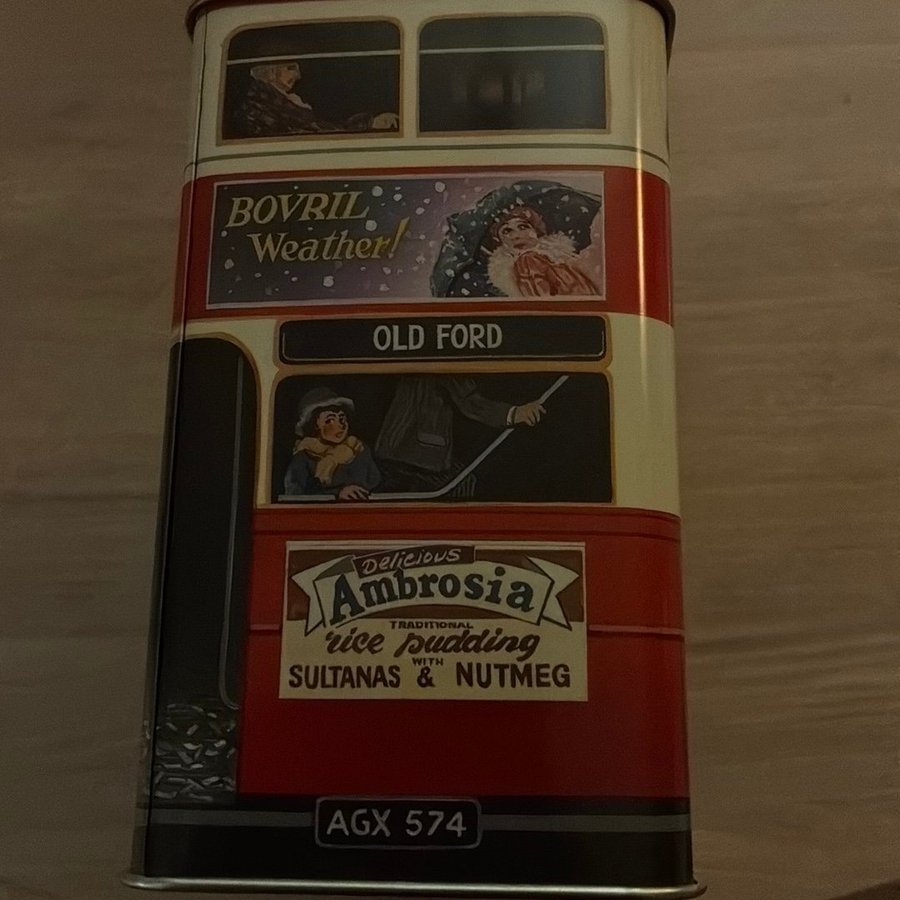 BOVRIL
Weather!
OLD FORD
Delicious
Ambrosia
TRADITIONAL
rice pudding
WITH
SULTANAS & NUTMEG
AGX 574